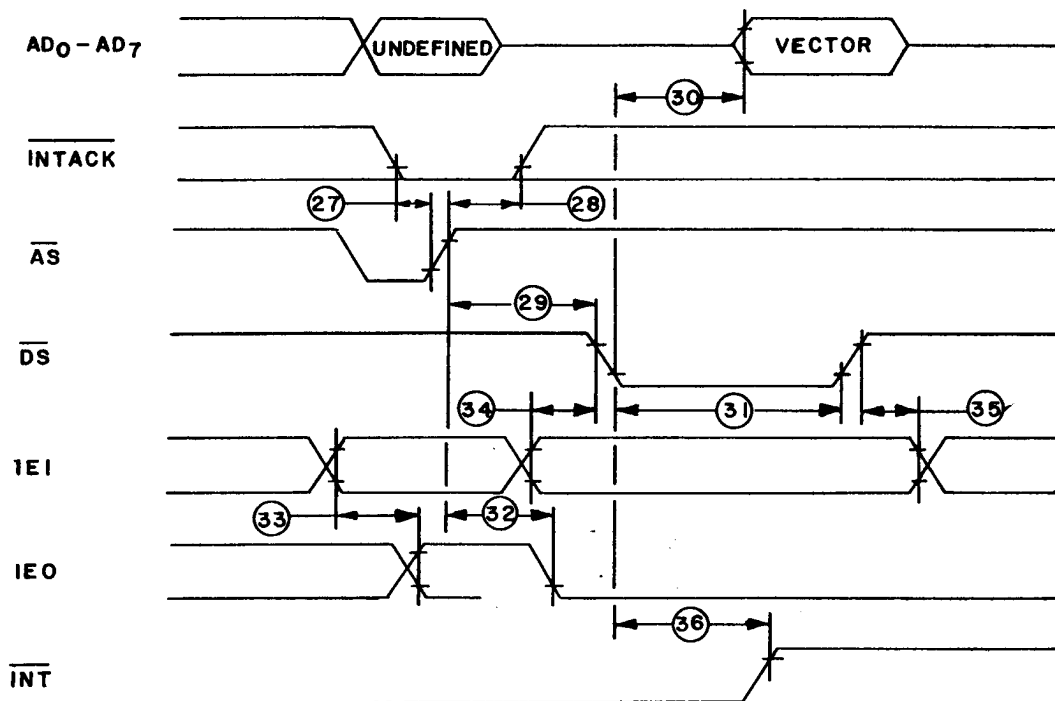 AD0-AD7
UNDEFINED
VECTOR
30
INTACK
27
28
AS
29
DS
34
31
35
IEI
33
32
IEO
36
INT